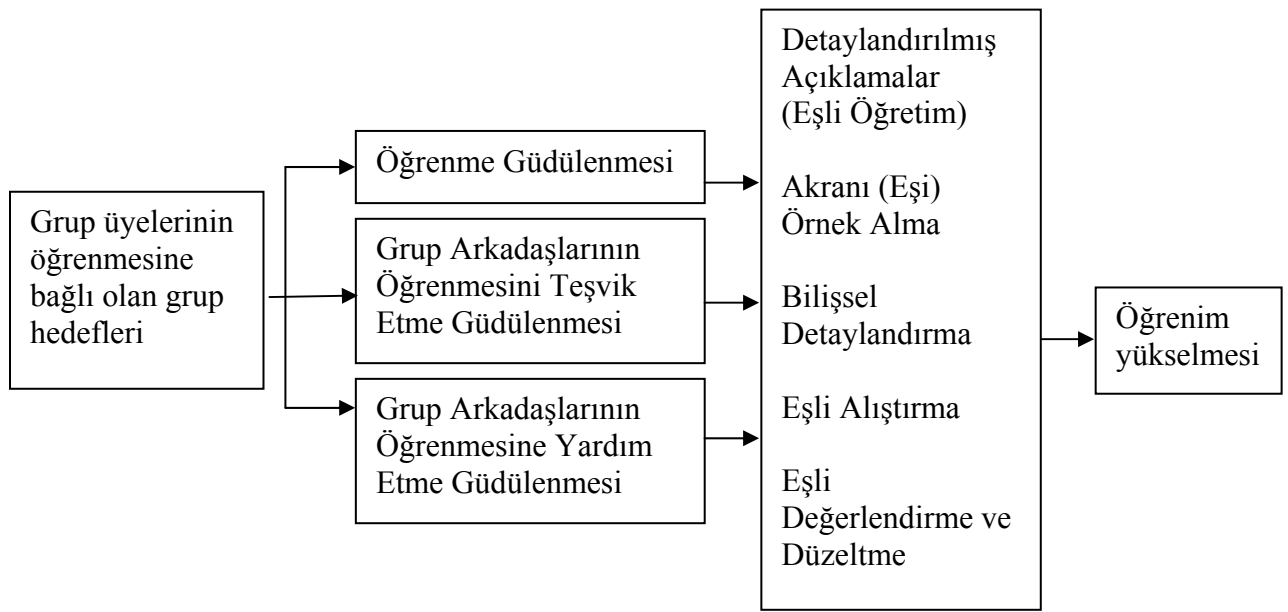 Grup üyelerinin
öğrenmesine
bağlı olan grup
hedefleri
Öğrenme Güdülenmesi
Grup Arkadaşlarının
Öğrenmesini Teşvik
Etme Güdülenmesi
Grup Arkadaşlarının
Öğrenmesine Yardım
Etme Güdülenmesi
Detaylandırılmış
Açıklamalar
(Eşli Öğretim)
Akranı (Eşi)
Örnek Alma
Bilişsel
Detaylandırma
Eşli Alıştırma
Eşli
Değerlendirme ve
Düzeltme
Öğrenim
yükselmesi